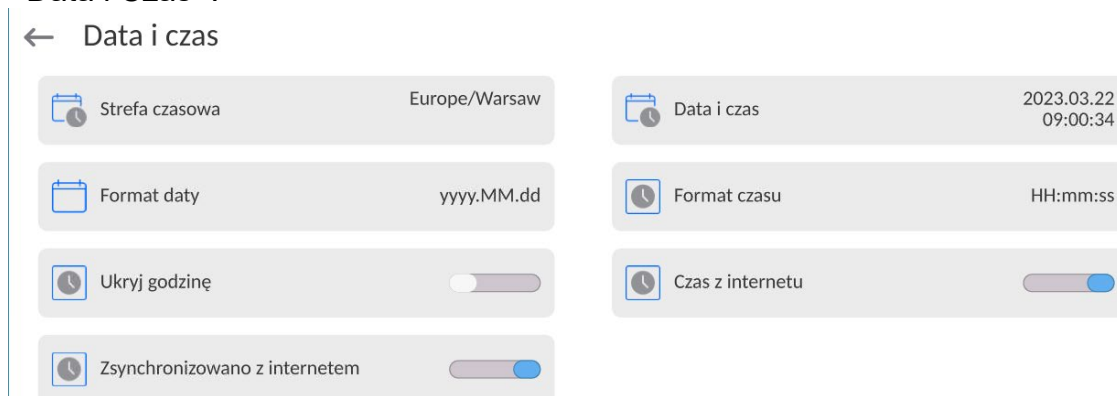 Data i czas
Strefa czasowa
Europe/Warsaw
Data i czas
2023.03.22
09:00:34
Format daty
yyyy.MM.dd
Format czasu
HH:mm:ss
Ukryj godzinę
Czas z internetu
Zsynchronizowano z internetem